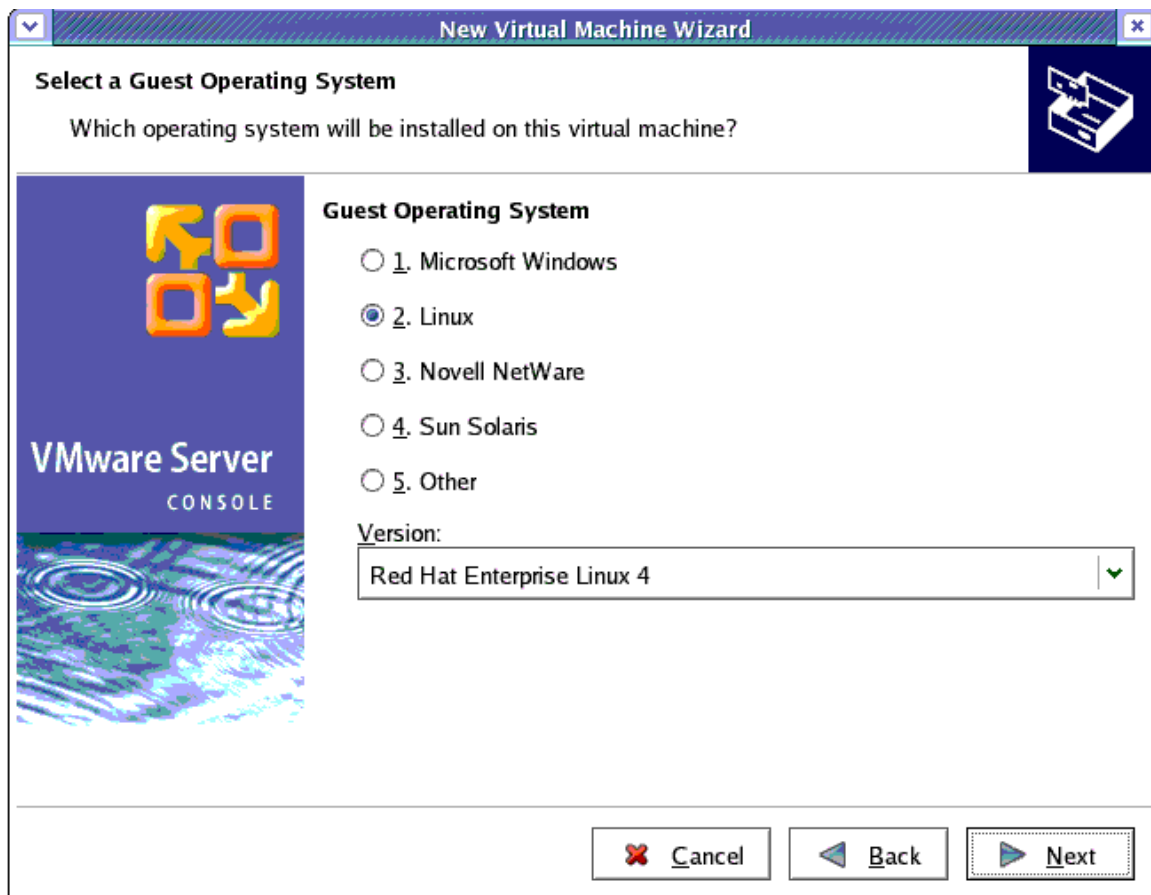 New Virtual Machine Wizard
Select a Guest Operating System
Which operating system will be installed on this virtual machine?
Guest Operating System
1. Microsoft Windows
2. Linux
3. Novell NetWare
4. Sun Solaris
5. Other
VMware Server
CONSOLE
Version:
Red Hat Enterprise Linux 4
Cancel
Back
Next